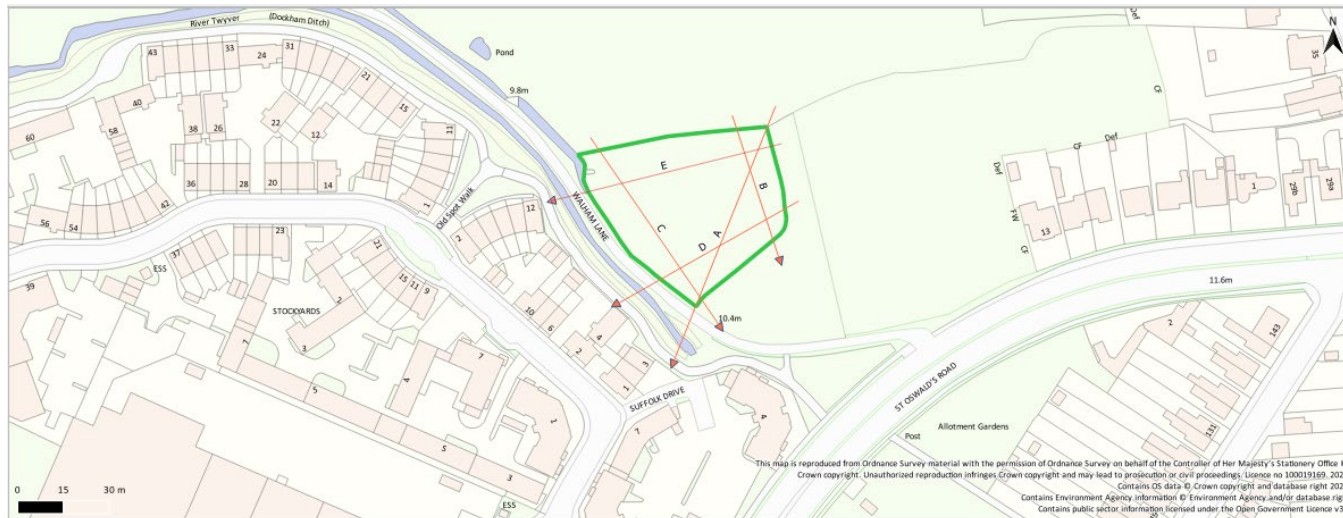 River Twyver
(Dockham Ditch)
Pond
9.8m
N
Def
35
CF
43
33
24
31
21
15
11
40
58
60
38
26
22
12
36
28
20
14
1
42
54
56
Old Spot Walk
WALHAM LANE
E
B
C
A
D
Def
CF
Def
FW
CF
13
1
29b
29a
12
2
23
37
ESS
39
2
STOCKYARDS
3
21
15
11
9
7
10
6
4
2
3
1
10.4m
11.6m
7
5
4
7
5
3
1
SUFFOLK DRIVE
7
4
ST OSWALD'S ROAD
2
143
131
Allotment Gardens
Post
ESS
0 15 30 m
This map is reproduced from Ordnance Survey material with the permission of Ordnance Survey on behalf of the Controller of Her Majesty's Stationery Office
Crown copyright. Unauthorized reproduction infringes Crown copyright and may lead to prosecution or civil proceedings. Licence no 100019169. 202
Contains OS data © Crown copyright and database right 202
Contains Environment Agency information © Environment Agency and/or database righ
Contains public sector information licensed under the Open Government Licence v